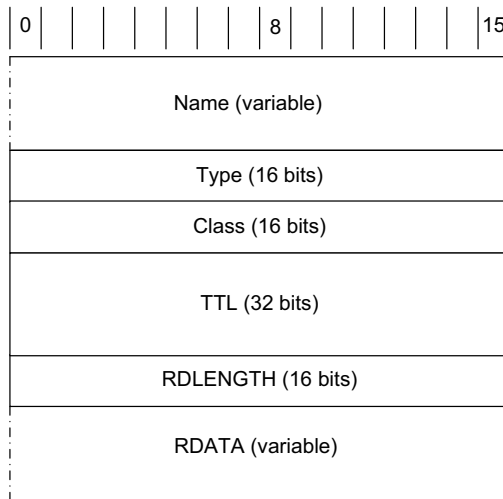 0 8 15
Name (variable)
Type (16 bits)
Class (16 bits)
TTL (32 bits)
RDLENGTH (16 bits)
RDATA (variable)